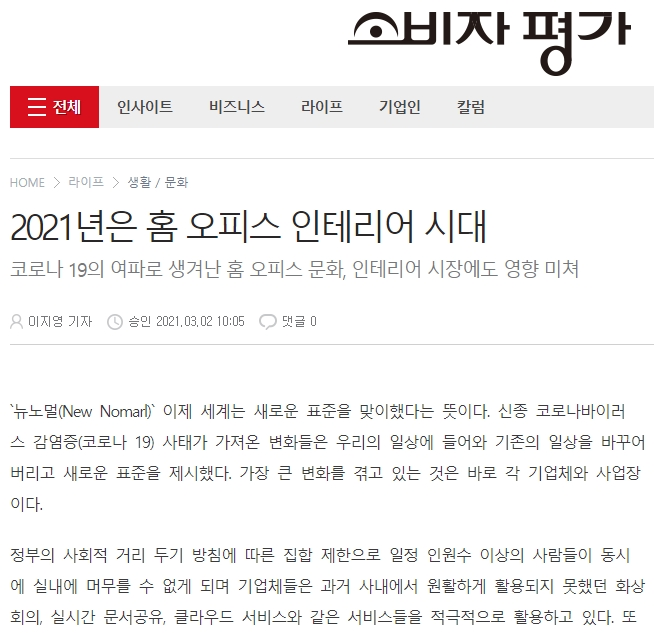 소비자 평가
전체 인사이트 비즈니스 라이프 기업인 칼럼
HOME > 라이프 > 생활 / 문화
2021년은 홈 오피스 인테리어 시대
코로나 19의 여파로 생겨난 홈 오피스 문화, 인테리어 시장에도 영향 미쳐
이지영 기자 승인 2021.03.02 10:05 댓글 0
`뉴노멀(New Nomarl)` 이제 세계는 새로운 표준을 맞이했다는 뜻이다. 신종 코로나바이러
스 감염증(코로나 19) 사태가 가져온 변화들은 우리의 일상에 들어와 기존의 일상을 바꾸어
버리고 새로운 표준을 제시했다. 가장 큰 변화를 겪고 있는 것은 바로 각 기업체와 사업장
이다.
정부의 사회적 거리 두기 방침에 따른 집합 제한으로 일정 인원수 이상의 사람들이 동시
에 실내에 머무를 수 없게 되며 기업체들은 과거 사내에서 원활하게 활용되지 못했던 화상
회의, 실시간 문서공유, 클라우드 서비스와 같은 서비스들을 적극적으로 활용하고 있다. 또